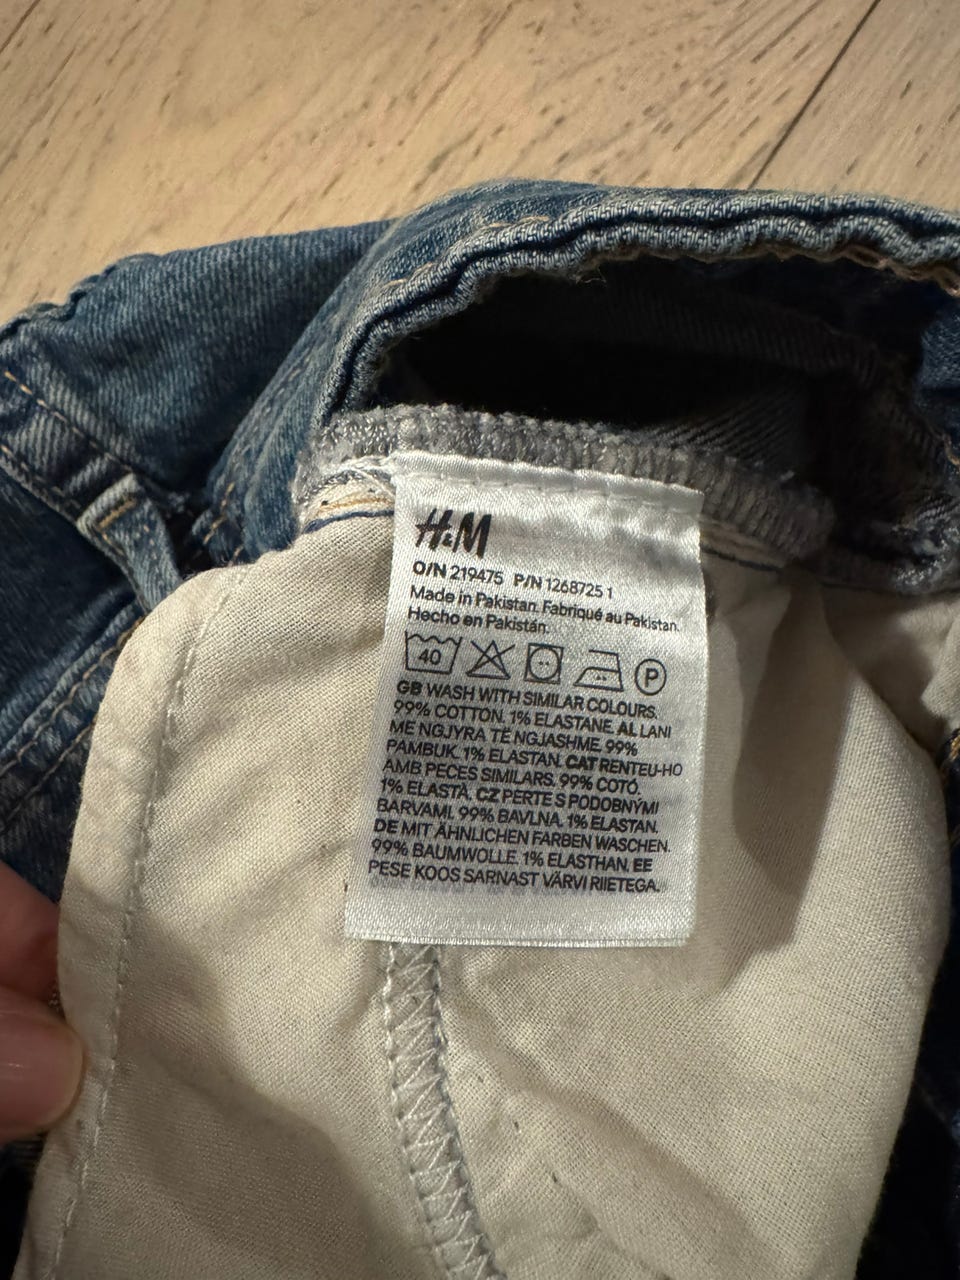 H&M
O/N 219475 P/N 1268725 1
Made in Pakistan. Fabriqué au Pakistan.
Hecho en Pakistán.
40 P
GB WASH WITH SIMILAR COLOURS.
99% COTTON. 1% ELASTANE. AL LANI
ME NGJYRA TË NGJASHME. 99%
PAMBUK. 1% ELASTAN. CAT RENTEU-HO
AMB PECES SIMILARS. 99% COTÓ.
1% ELASTÀ. CZ PERTE S PODOBNÝMI
BARVAMI. 99% BAVLNA. 1% ELASTAN.
DE MIT ÄHNLICHEN FARBEN WASCHEN.
99% BAUMWOLLE. 1% ELASTHAN. EE
PESE KOOS SARNAST VÄRVI RIIETEGA.